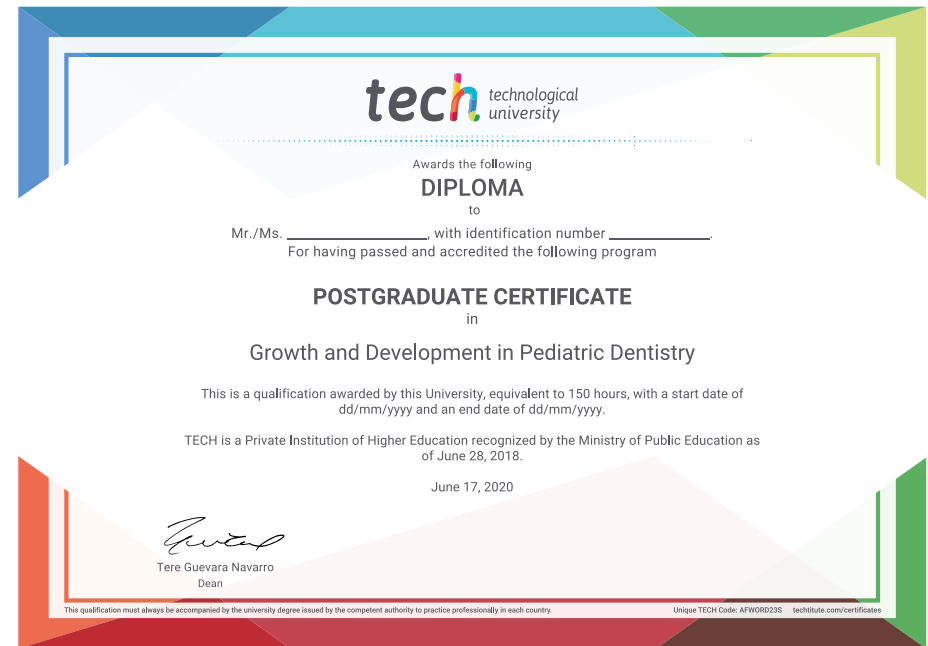 tech technological
university
Awards the following
DIPLOMA
to
Mr./Ms. ____________________, with identification number ______________.
For having passed and accredited the following program
POSTGRADUATE CERTIFICATE
in
Growth and Development in Pediatric Dentistry
This is a qualification awarded by this University, equivalent to 150 hours, with a start date of
dd/mm/yyyy and an end date of dd/mm/yyyy.
TECH is a Private Institution of Higher Education recognized by the Ministry of Public Education as
of June 28, 2018.
June 17, 2020
Tere Guevara Navarro
Dean
This qualification must always be accompanied by the university degree issued by the competent authority to practice professionally in each country.
Unique TECH Code: AFWORD23S techtitute.com/certificates